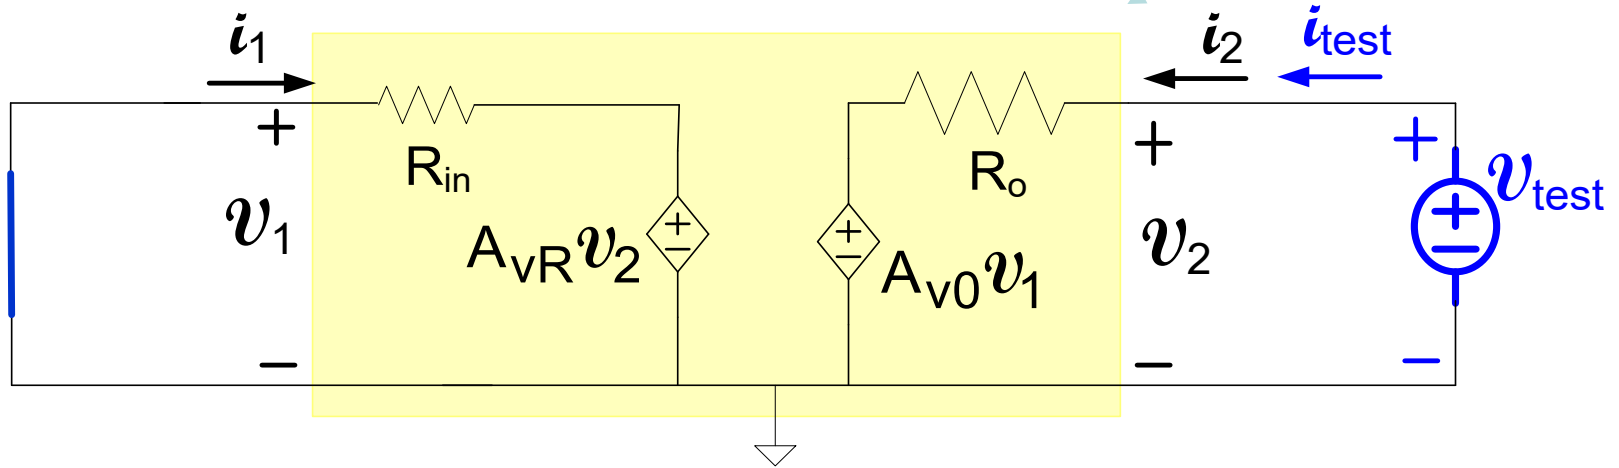 i1
i2
itest
+
+
+
Rin
Ro
vtest
v1
AvRv2
+
−
+
−
Av0v1
v2
+
−
−
−
−